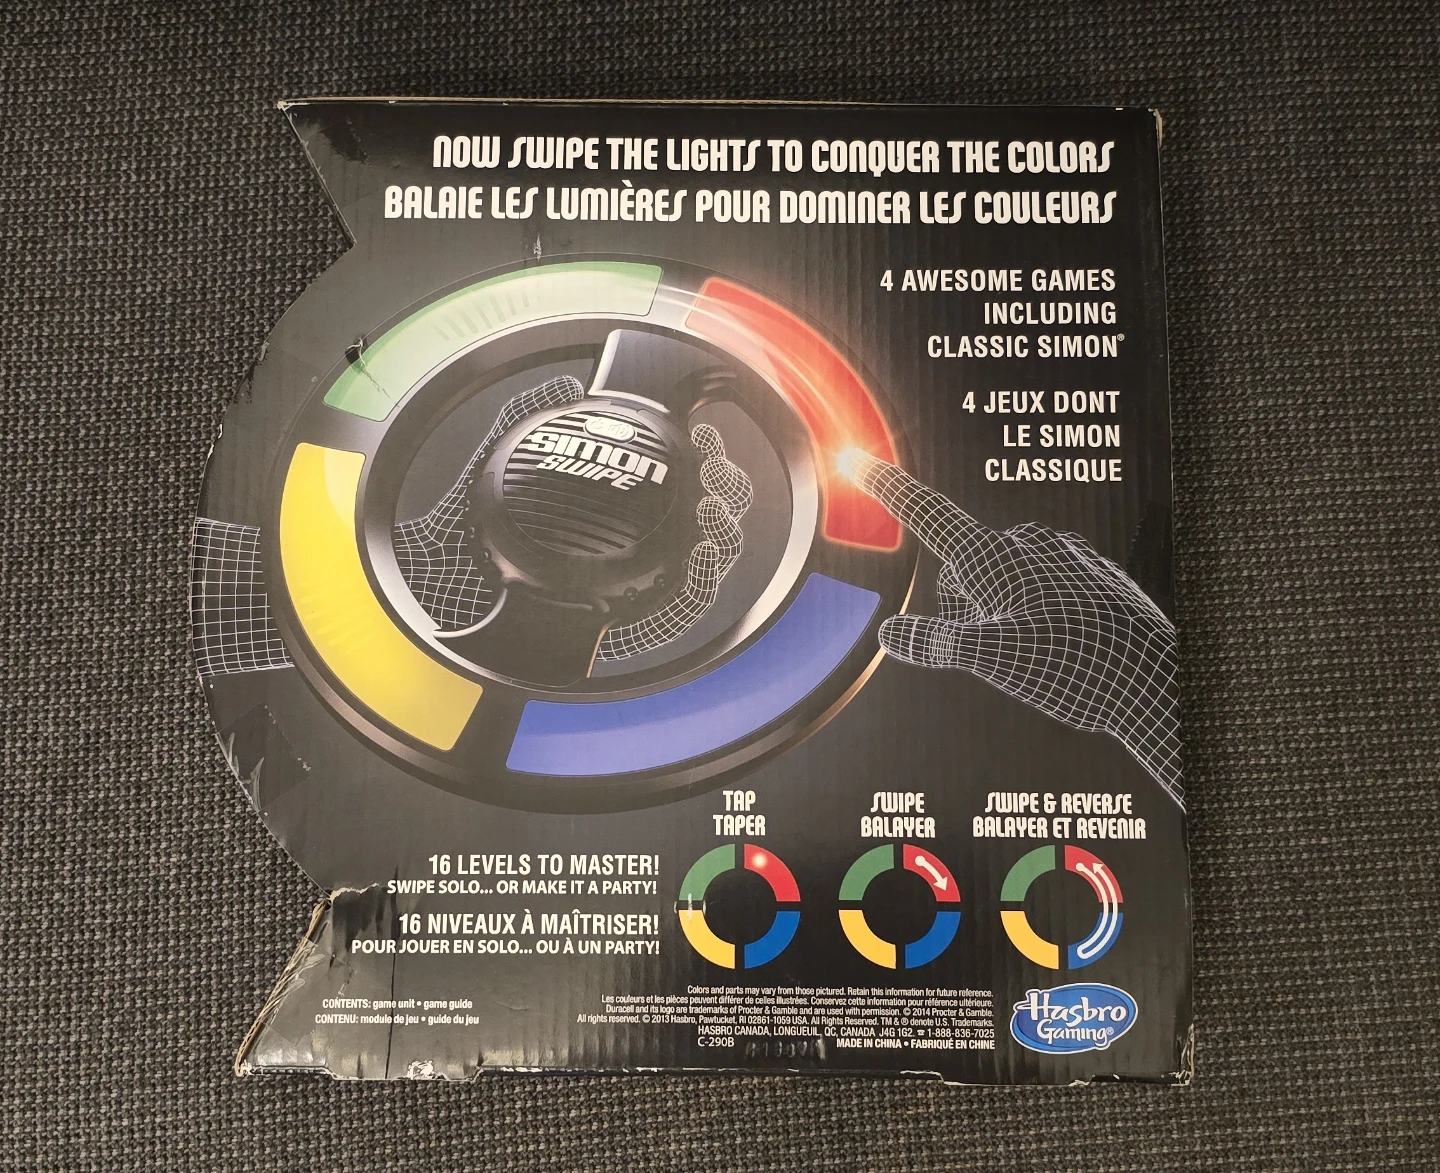 NOW SWIPE THE LIGHTS TO CONQUER THE COLORS
BALAIE LES LUMIÈRES POUR DOMINER LES COULEURS
4 AWESOME GAMES
INCLUDING
CLASSIC SIMON®
4 JEUX DONT
LE SIMON
CLASSIQUE
SIMON
SWIPE
TAP
TAPER
SWIPE
BALAYER
SWIPE & REVERSE
BALAYER ET REVENIR
16 LEVELS TO MASTER!
SWIPE SOLO... OR MAKE IT A PARTY!
16 NIVEAUX À MAÎTRISER!
POUR JOUER EN SOLO... OU À UN PARTY!
CONTENTS: game unit • game guide
CONTENU: module de jeu • guide du jeu
Colors and parts may vary from those pictured. Retain this information for future reference.
Les couleurs et les pièces peuvent différer de celles illustrées. Conservez cette information pour référence ultérieure.
Duracell and its logo are trademarks of Procter & Gamble and are used with permission. © 2014 Procter & Gamble.
All rights reserved. © 2013 Hasbro, Pawtucket, RI 02861-1059 USA. All Rights Reserved. TM & ® denote U.S. Trademarks.
HASBRO CANADA, LONGUEUIL, QC, CANADA J4G 1G2. ☎ 1-888-836-7025
C-290B
MADE IN CHINA • FABRIQUÉ EN CHINE
Hasbro
Gaming®